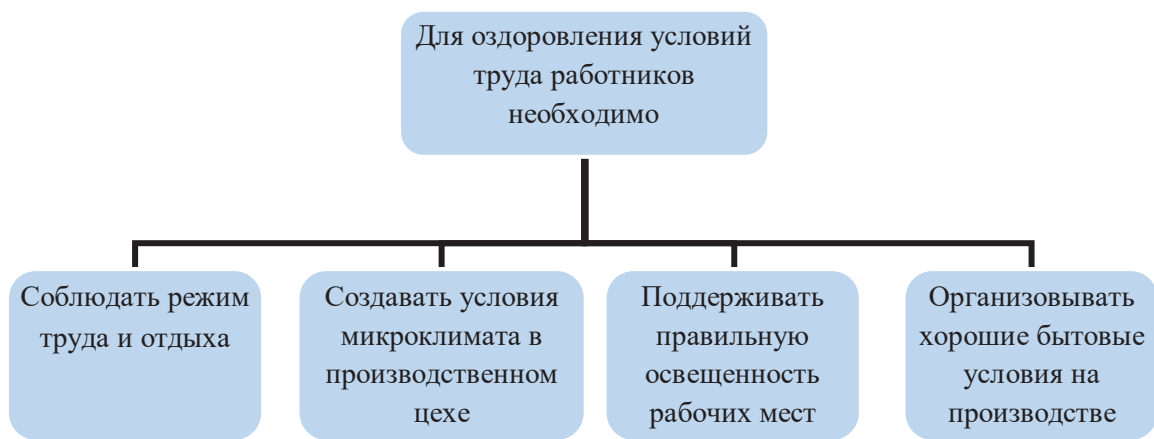 Для оздоровления условий
труда работников
необходимо
Соблюдать режим
труда и отдыха
Создавать условия
микроклимата в
производственном
цехе
Поддерживать
правильную
освещенность
рабочих мест
Организовывать
хорошие бытовые
условия на
производстве